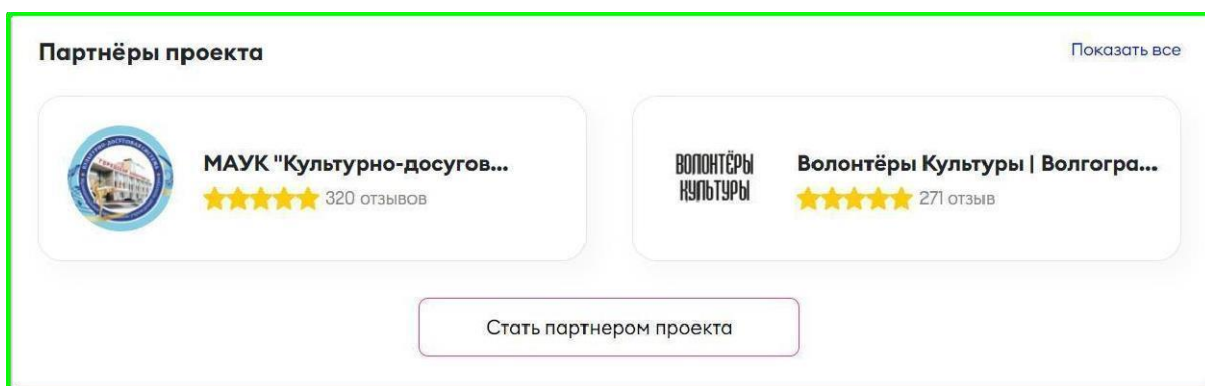 Партнёры проекта
Показать все
МАУК "Культурно-досугов...
320 отзывов
ВОЛОНТЁРЫ
КУЛЬТУРЫ
Волонтёры Культуры | Волгогра...
271 отзыв
Стать партнером проекта